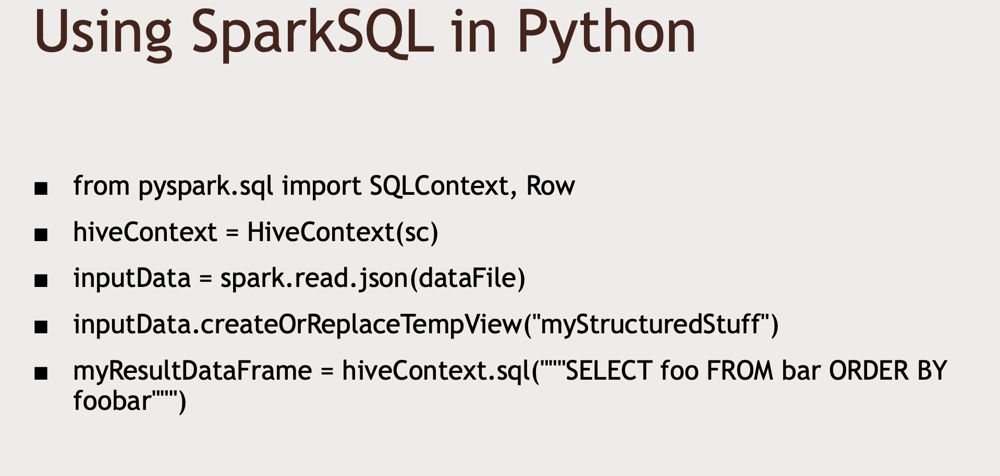 Using SparkSQL in Python
■ from pyspark.sql import SQLContext, Row
■ hiveContext = HiveContext(sc)
■ inputData = spark.read.json(dataFile)
■ inputData.createOrReplaceTempView("myStructuredStuff")
■ myResultDataFrame = hiveContext.sql("""SELECT foo FROM bar ORDER BY
foobar""")